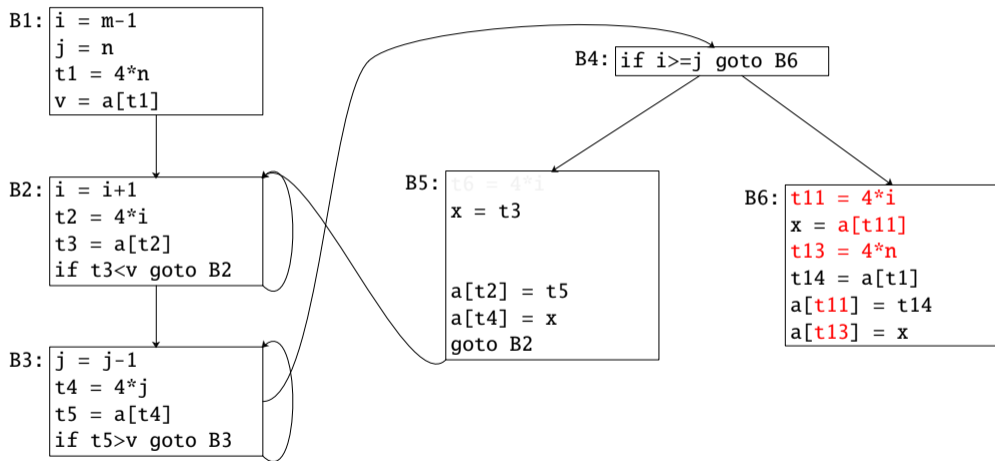 B1: i = m-1
j = n
t1 = 4*n
v = a[t1]
B2: i = i+1
t2 = 4*i
t3 = a[t2]
if t3<v goto B2
B3: j = j-1
t4 = 4*j
t5 = a[t4]
if t5>v goto B3
B4: if i>=j goto B6
B5: t6 = 4*i
x = t3
a[t2] = t5
a[t4] = x
goto B2
B6: t11 = 4*i
x = a[t11]
t13 = 4*n
t14 = a[t1]
a[t11] = t14
a[t13] = x